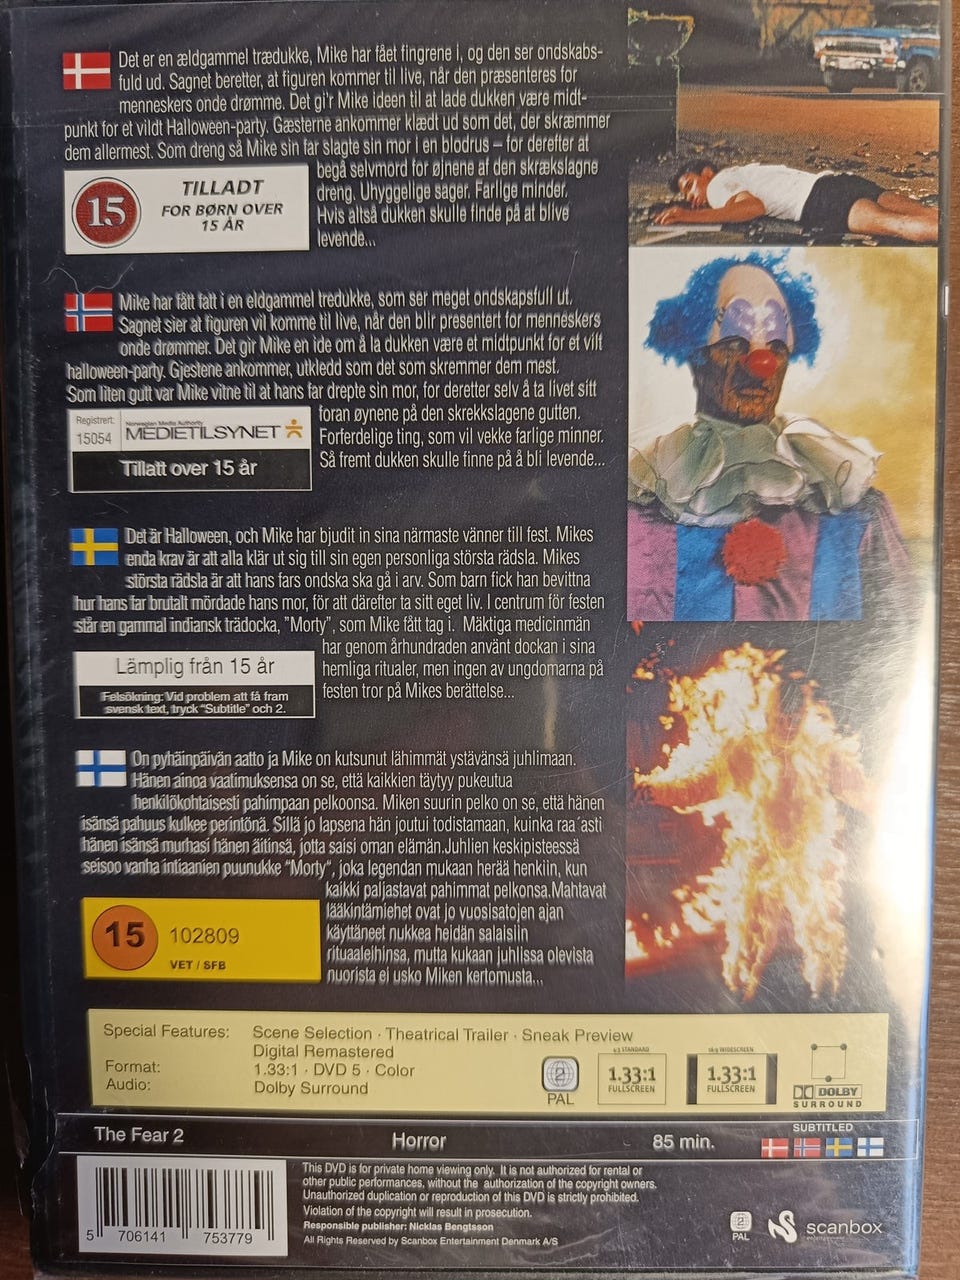 Det er en ældgammel trædukke, Mike har fået fingrene i, og den ser ondskabs-
fuld ud. Sagnet beretter, at figuren kommer til live, når den præsenteres for
menneskers onde drømme. Det gi'r Mike ideen til at lade dukken være midt-
punkt for et vildt Halloween-party. Gæsterne ankommer klædt ud som det, der skræmmer
dem allermest. Som dreng så Mike sin far slagte sin mor i en blodrus – for derefter at
begå selvmord for øjnene af den skrækslagne
dreng. Uhyggelige sager. Farlige minder.
Hvis altså dukken skulle finde på at blive
levende...
15
TILLADT
FOR BØRN OVER
15 ÅR
Mike har fått fatt i en eldgammel tredukke, som ser meget ondskapsfull ut.
Sagnet sier at figuren vil komme til live, når den blir presentert for menneskers
onde drømmer. Det gir Mike en ide om å la dukken være et midtpunkt for et vilt
halloween-party. Gjestene ankommer, utkledd som det som skremmer dem mest.
Som liten gutt var Mike vitne til at hans far drepte sin mor, for deretter selv å ta livet sitt
foran øynene på den skrekkslagene gutten.
Forferdelige ting, som vil vekke farlige minner.
Så fremt dukken skulle finne på å bli levende...
Registrert:
15054
Norwegian Media Authority
MEDIETILSYNET
Tillatt over 15 år
Det är Halloween, och Mike har bjudit in sina närmaste vänner till fest. Mikes
enda krav är att alla klär ut sig till sin egen personliga största rädsla. Mikes
största rädsla är att hans fars ondska ska gå i arv. Som barn fick han bevittna
hur hans far brutalt mördade hans mor, för att därefter ta sitt eget liv. I centrum för festen
står en gammal indiansk trädocka, "Morty", som Mike fått tag i. Mäktiga medicinmän
har genom århundraden använt dockan i sina
hemliga ritualer, men ingen av ungdomarna på
festen tror på Mikes berättelse...
Lämplig från 15 år
Felsökning: Vid problem att få fram
svensk text, tryck "Subtitle" och 2.
On pyhäinpäivän aatto ja Mike on kutsunut lähimmät ystävänsä juhlimaan.
Hänen ainoa vaatimuksensa on se, että kaikkien täytyy pukeutua
henkilökohtaisesti pahimpaan pelkoonsa. Miken suurin pelko on se, että hänen
isänsä pahuus kulkee perintönä. Sillä jo lapsena hän joutui todistamaan, kuinka raa´asti
hänen isänsä murhasi hänen äitinsä, jotta saisi oman elämän.Juhlien keskipisteessä
seisoo vanha intiaanien puunukke "Morty", joka legendan mukaan herää henkiin, kun
kaikki paljastavat pahimmat pelkonsa.Mahtavat
lääkintämiehet ovat jo vuosisatojen ajan
käyttäneet nukkea heidän salaisiin
rituaaleihinsa, mutta kukaan juhlissa olevista
nuorista ei usko Miken kertomusta...
15
102809
VET / SFB
Special Features: Scene Selection · Theatrical Trailer · Sneak Preview
Digital Remastered
Format: 1.33:1 · DVD 5 · Color
Audio: Dolby Surround
2
PAL
4:3 STANDARD
1.33:1
FULLSCREEN
16:9 WIDESCREEN
1.33:1
FULLSCREEN
DOLBY
SURROUND
The Fear 2
Horror
85 min.
SUBTITLED
5 706141 753779
This DVD is for private home viewing only. It is not authorized for rental or
other public performances, without the authorization of the copyright owners.
Unauthorized duplication or reproduction of this DVD is strictly prohibited.
Violation of the copyright will result in prosecution.
Responsible publisher: Nicklas Bengtsson
All Rights Reserved by Scanbox Entertainment Denmark A/S
2
PAL
scanbox
entertainment